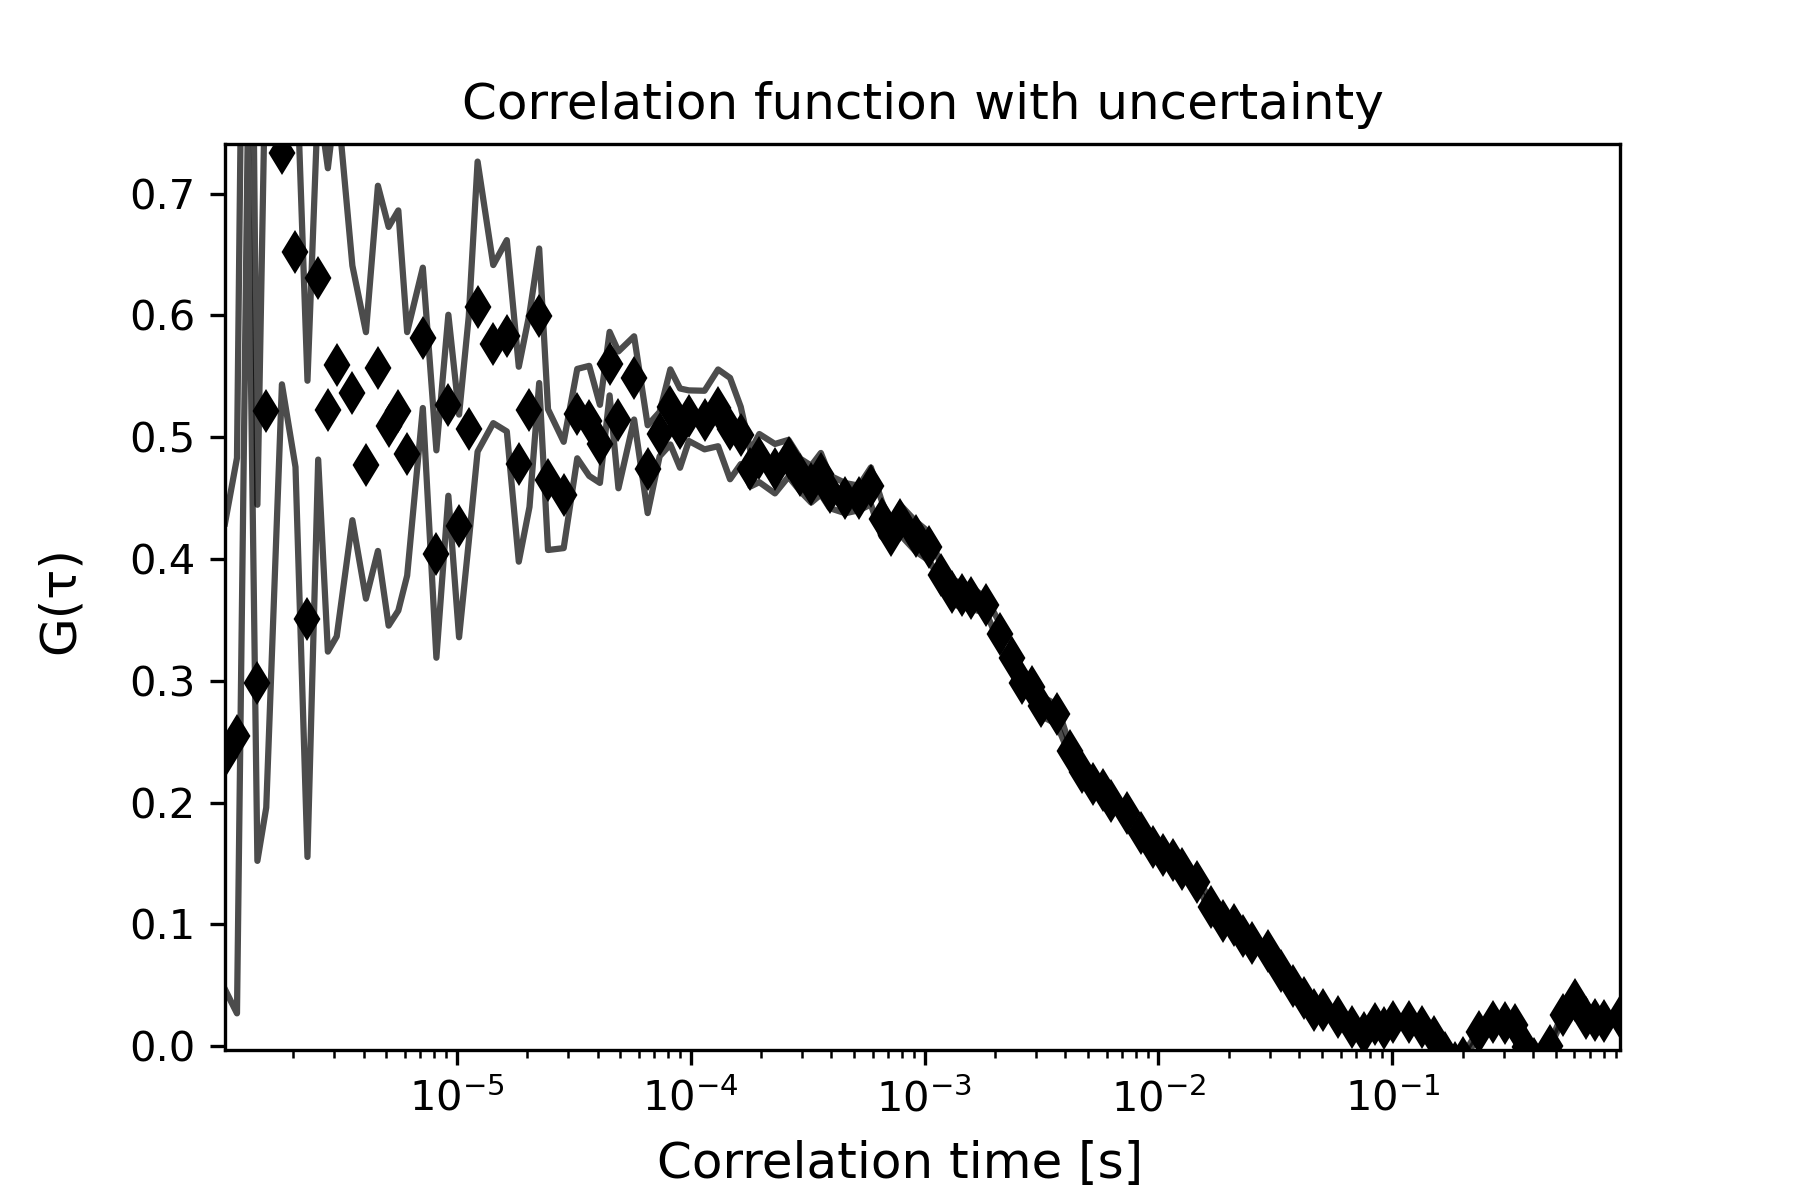 Correlation function with uncertainty
0.7
0.6
0.5
0.4
0.3
0.2
0.1
0.0
G(τ)
10⁻⁵ 10⁻⁴ 10⁻³ 10⁻² 10⁻¹
Correlation time [s]